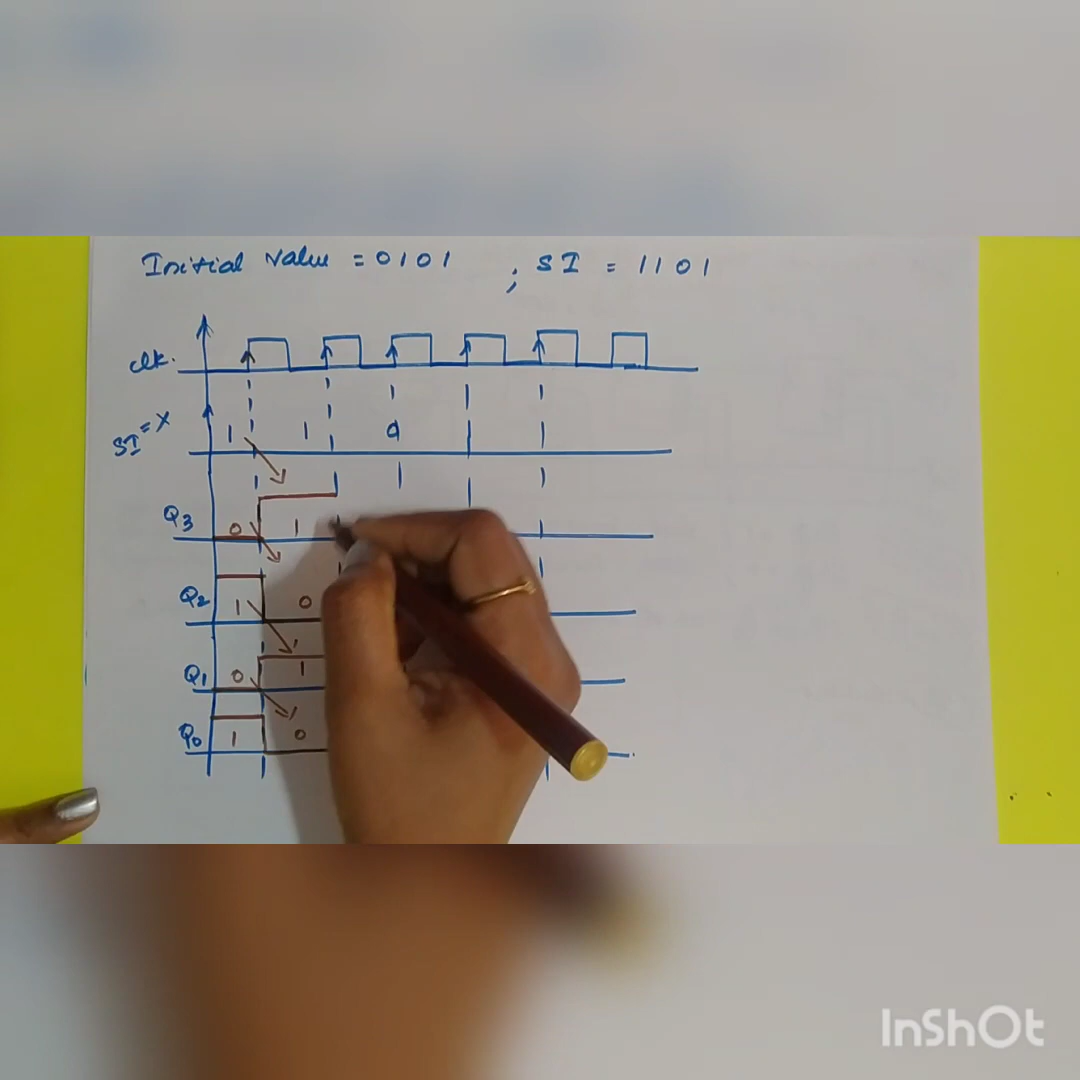 Initial value = 0101 ; SI = 1101
clk.
SI = X 1 1 0
Q3 0 1
Q2 1 0
Q1 0 1
Q0 1 0
InShOt